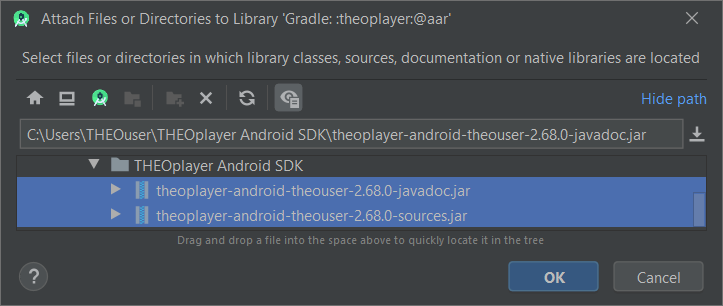 Attach Files or Directories to Library 'Gradle: :theoplayer:@aar'
Select files or directories in which library classes, sources, documentation or native libraries are located
Hide path
C:\Users\THEOuser\THEOplayer Android SDK\theoplayer-android-theouser-2.68.0-javadoc.jar
THEOplayer Android SDK
theoplayer-android-theouser-2.68.0-javadoc.jar
theoplayer-android-theouser-2.68.0-sources.jar
Drag and drop a file into the space above to quickly locate it in the tree
?
OK
Cancel